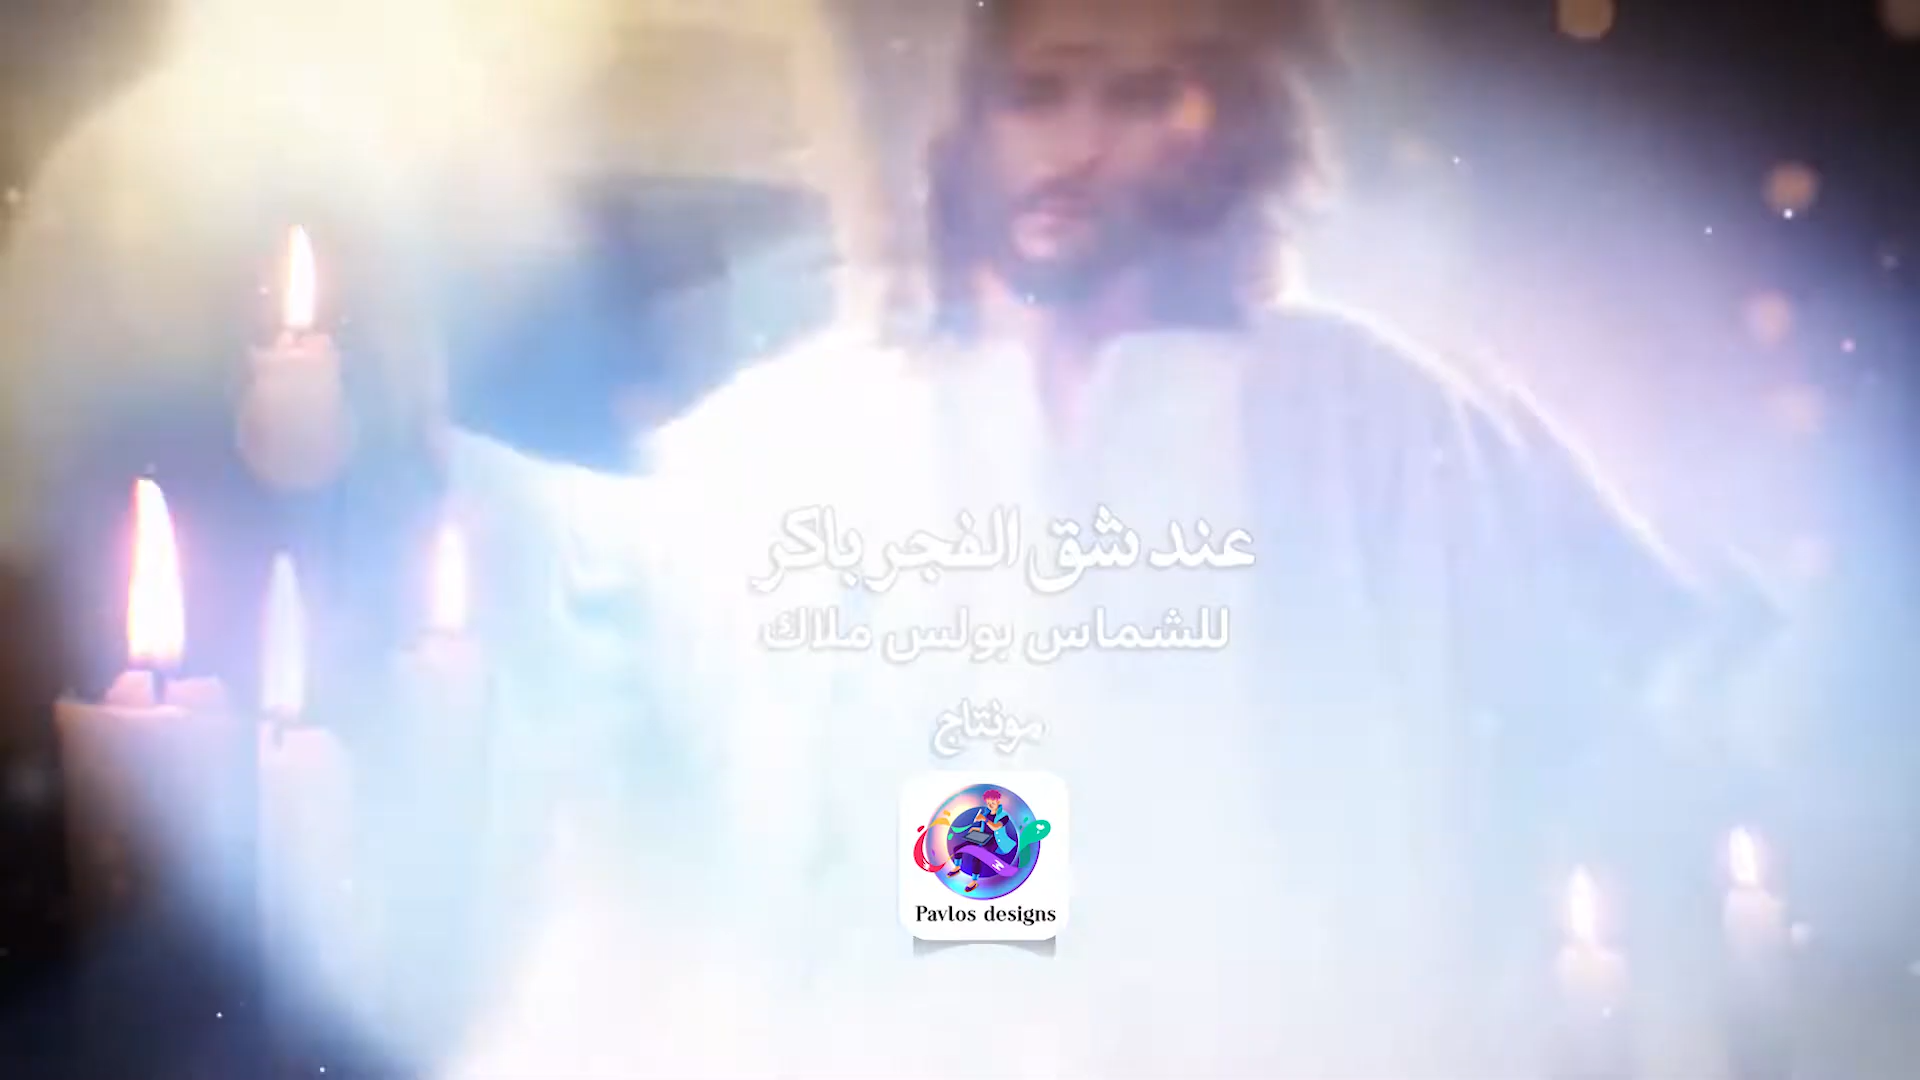 عند شق الفجر باكر
للشماس بولس ملاك
مونتاج
Pavlos designs